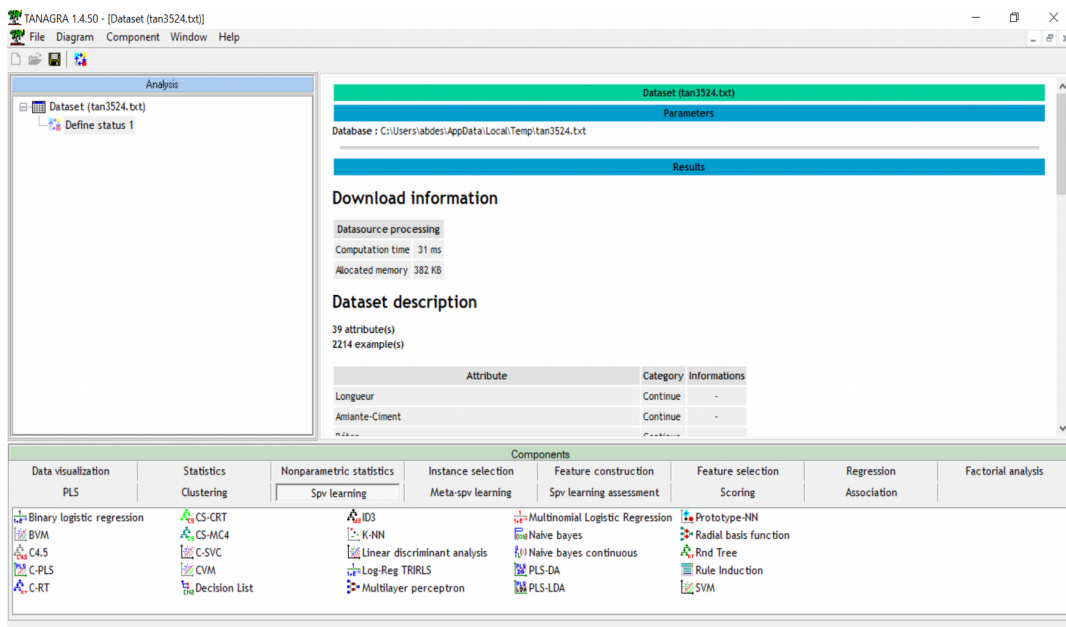 TANAGRA 1.4.50 - [Dataset (tan3524.txt)]
File Diagram Component Window Help
Analysis
Dataset (tan3524.txt)
Define status 1
Dataset (tan3524.txt)
Parameters
Database : C:\Users\abdes\AppData\Local\Temp\tan3524.txt
Results
Download information
Datasource processing
Computation time 31 ms
Allocated memory 382 KB
Dataset description
39 attribute(s)
2214 example(s)
Attribute Category Informations
Longueur Continue -
Amiante-Ciment Continue -
Components
Data visualization Statistics Nonparametric statistics Instance selection Feature construction Feature selection Regression Factorial analysis
PLS Clustering Spv learning Meta-spv learning Spv learning assessment Scoring Association
Binary logistic regression CS-CRT ID3 Multinomial Logistic Regression Prototype-NN
BVM CS-MC4 K-NN Naive bayes Radial basis function
C4.5 C-SVC Linear discriminant analysis Naive bayes continuous Rnd Tree
C-PLS CVM Log-Reg TRIRLS PLS-DA Rule Induction
C-RT Decision List Multilayer perceptron PLS-LDA SVM